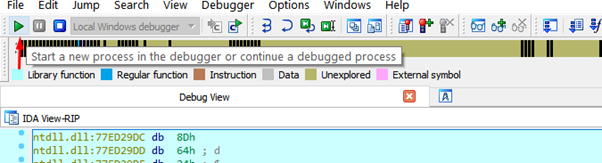 File Edit Jump Search View Debugger Options Windows Help
Local Windows debugger
Start a new process in the debugger or continue a debugged process
Library function Regular function Instruction Data Unexplored External symbol
Debug View
IDA View-RIP
ntdll.dll:77ED29DC db 8Dh
ntdll.dll:77ED29DD db 64h ; d